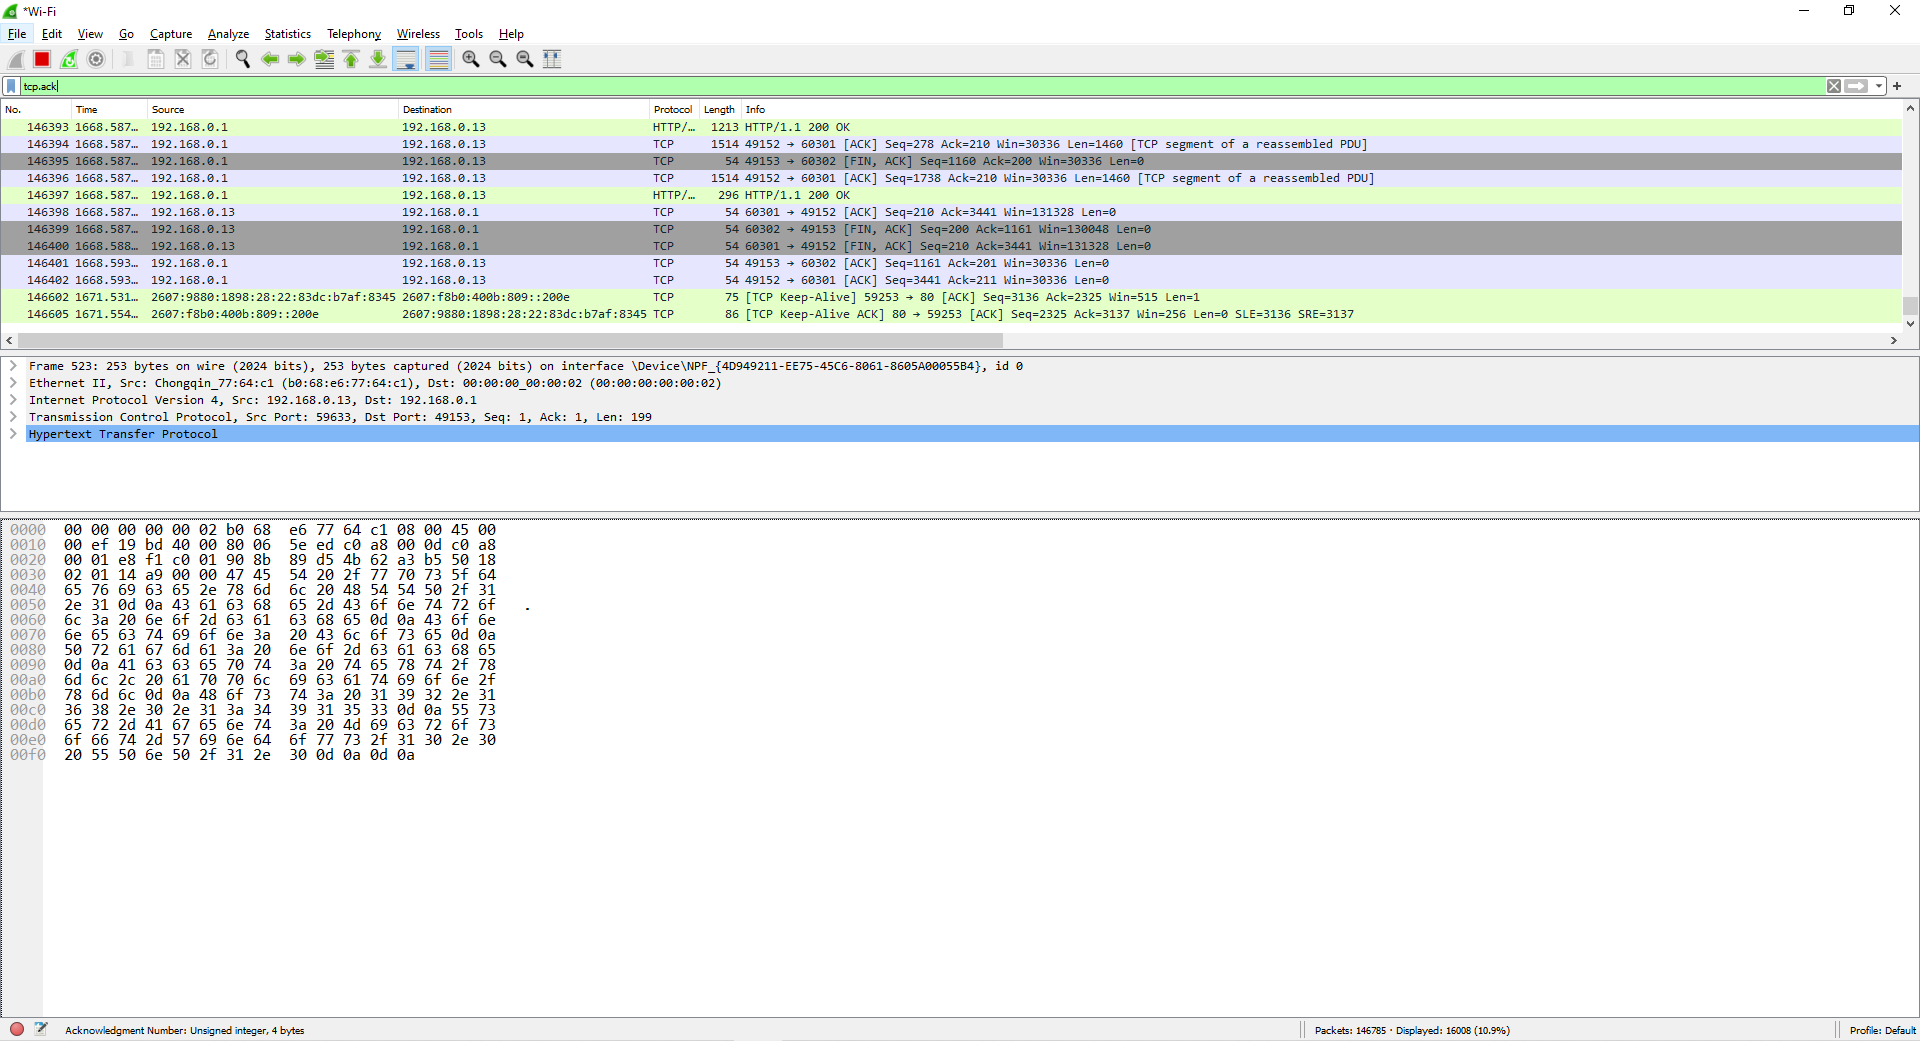 *Wi-Fi
File Edit View Go Capture Analyze Statistics Telephony Wireless Tools Help
tcp.ack
No. Time Source Destination Protocol Length Info
146393 1668.587… 192.168.0.1 192.168.0.13 HTTP/… 1213 HTTP/1.1 200 OK
146394 1668.587… 192.168.0.1 192.168.0.13 TCP 1514 49152 → 60301 [ACK] Seq=278 Ack=210 Win=30336 Len=1460 [TCP segment of a reassembled PDU]
146395 1668.587… 192.168.0.1 192.168.0.13 TCP 54 49153 → 60302 [FIN, ACK] Seq=1160 Ack=200 Win=30336 Len=0
146396 1668.587… 192.168.0.1 192.168.0.13 TCP 1514 49152 → 60301 [ACK] Seq=1738 Ack=210 Win=30336 Len=1460 [TCP segment of a reassembled PDU]
146397 1668.587… 192.168.0.1 192.168.0.13 HTTP/… 296 HTTP/1.1 200 OK
146398 1668.587… 192.168.0.13 192.168.0.1 TCP 54 60301 → 49152 [ACK] Seq=210 Ack=3441 Win=131328 Len=0
146399 1668.587… 192.168.0.13 192.168.0.1 TCP 54 60302 → 49153 [FIN, ACK] Seq=200 Ack=1161 Win=130048 Len=0
146400 1668.588… 192.168.0.13 192.168.0.1 TCP 54 60301 → 49152 [FIN, ACK] Seq=210 Ack=3441 Win=131328 Len=0
146401 1668.593… 192.168.0.1 192.168.0.13 TCP 54 49153 → 60302 [ACK] Seq=1161 Ack=201 Win=30336 Len=0
146402 1668.593… 192.168.0.1 192.168.0.13 TCP 54 49152 → 60301 [ACK] Seq=3441 Ack=211 Win=30336 Len=0
146602 1671.531… 2607:9880:1898:28:22:83dc:b7af:8345 2607:f8b0:400b:809::200e TCP 75 [TCP Keep-Alive] 59253 → 80 [ACK] Seq=3136 Ack=2325 Win=515 Len=1
146605 1671.554… 2607:f8b0:400b:809::200e 2607:9880:1898:28:22:83dc:b7af:8345 TCP 86 [TCP Keep-Alive ACK] 80 → 59253 [ACK] Seq=2325 Ack=3137 Win=256 Len=0 SLE=3136 SRE=3137
Frame 523: 253 bytes on wire (2024 bits), 253 bytes captured (2024 bits) on interface \Device\NPF_{4D949211-EE75-45C6-8061-8605A00055B4}, id 0
Ethernet II, Src: Chongqin_77:64:c1 (b0:68:e6:77:64:c1), Dst: 00:00:00_00:00:02 (00:00:00:00:00:02)
Internet Protocol Version 4, Src: 192.168.0.13, Dst: 192.168.0.1
Transmission Control Protocol, Src Port: 59633, Dst Port: 49153, Seq: 1, Ack: 1, Len: 199
Hypertext Transfer Protocol
0000 00 00 00 00 00 02 b0 68 e6 77 64 c1 08 00 45 00
0010 00 ef 19 bd 40 00 80 06 5e ed c0 a8 00 0d c0 a8
0020 00 01 e8 f1 c0 01 90 8b 89 d5 4b 62 a3 b5 50 18
0030 02 01 14 a9 00 00 47 45 54 20 2f 77 70 73 5f 64
0040 65 76 69 63 65 2e 78 6d 6c 20 48 54 54 50 2f 31
0050 2e 31 0d 0a 43 61 63 68 65 2d 43 6f 6e 74 72 6f .
0060 6c 3a 20 6e 6f 2d 63 61 63 68 65 0d 0a 43 6f 6e
0070 6e 65 63 74 69 6f 6e 3a 20 43 6c 6f 73 65 0d 0a
0080 50 72 61 67 6d 61 3a 20 6e 6f 2d 63 61 63 68 65
0090 0d 0a 41 63 63 65 70 74 3a 20 74 65 78 74 2f 78
00a0 6d 6c 2c 20 61 70 70 6c 69 63 61 74 69 6f 6e 2f
00b0 78 6d 6c 0d 0a 48 6f 73 74 3a 20 31 39 32 2e 31
00c0 36 38 2e 30 2e 31 3a 34 39 31 35 33 0d 0a 55 73
00d0 65 72 2d 41 67 65 6e 74 3a 20 4d 69 63 72 6f 73
00e0 6f 66 74 2d 57 69 6e 64 6f 77 73 2f 31 30 2e 30
00f0 20 55 50 6e 50 2f 31 2e 30 0d 0a 0d 0a
Acknowledgment Number: Unsigned integer, 4 bytes
Packets: 146785 · Displayed: 16008 (10.9%)
Profile: Default